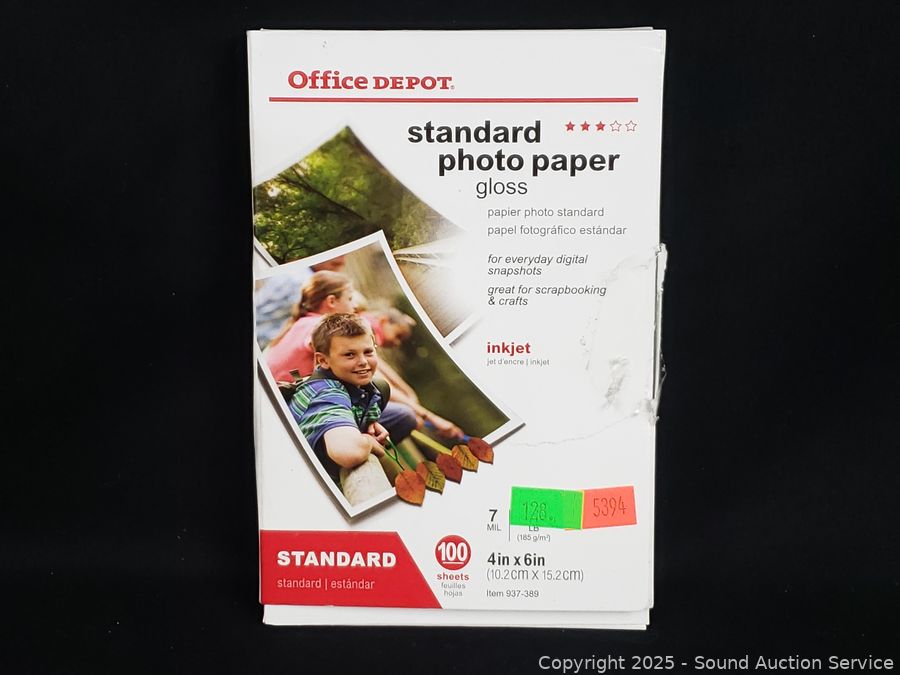 Office DEPOT®
standard
photo paper
gloss
papier photo standard
papel fotográfico estándar
for everyday digital
snapshots
great for scrapbooking
& crafts
inkjet
jet d'encre | inkjet
128
5394
7
MIL
LB
(185 g/m²)
STANDARD
standard | estándar
100
sheets
feuilles
hojas
4in x 6in
(10.2cm x 15.2cm)
Item 937-389
Copyright 2025 - Sound Auction Service